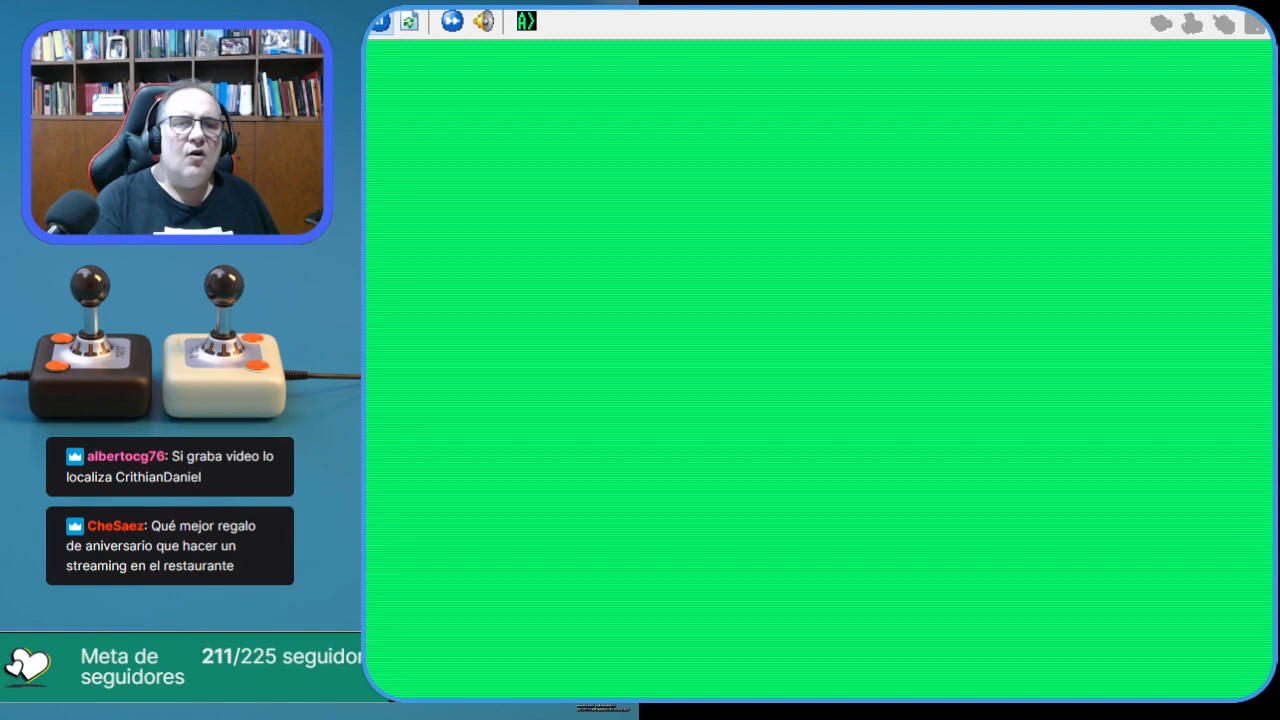 A>
albertocg76: Si graba video lo
localiza CrithianDaniel
CheSaez: Qué mejor regalo
de aniversario que hacer un
streaming en el restaurante
Meta de
seguidores
211/225 seguidor